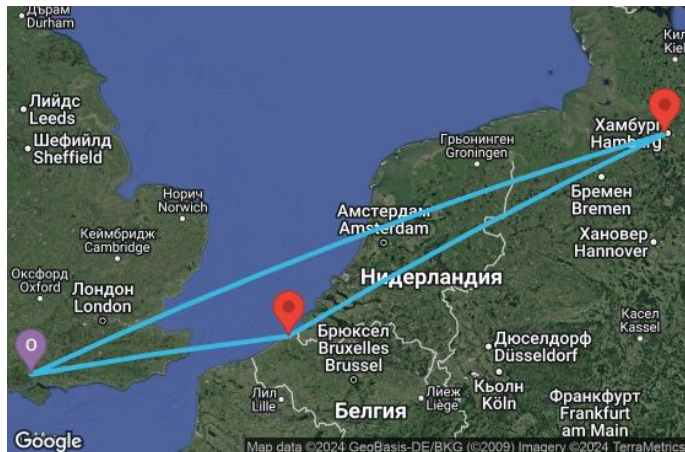 Дърам
Durham
Кил
Kiel
Лийдс
Leeds
Шефийлд
Sheffield
Хамбург
Hamburg
Грьонинген
Groningen
Бремен
Bremen
Норич
Norwich
Амстердам
Amsterdam
Кеймбридж
Cambridge
Хановер
Hannover
Оксфорд
Oxford
Нидерландия
Лондон
London
Касел
Kassel
Брюксел
Bruxelles
Brussel
Дюселдорф
Düsseldorf
O
Лил
Lille
Лиеж
Liège
Кьолн
Köln
Франкфурт
Frankfurt
am Main
Белгия
Google
Map data ©2024 GeoBasis-DE/BKG (©2009) Imagery ©2024 TerraMetrics